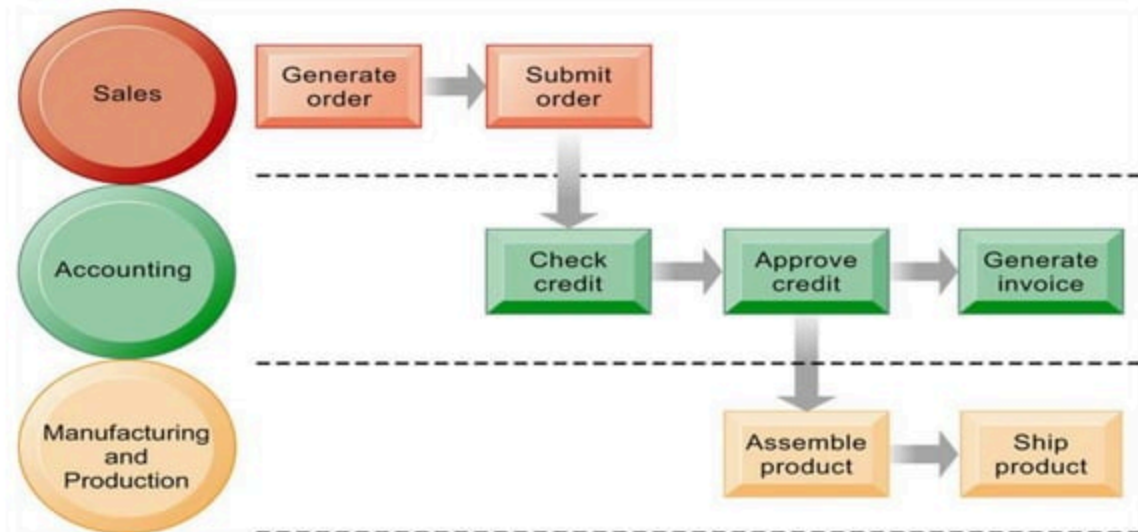 Sales
Generate
order
Submit
order
Accounting
Check
credit
Approve
credit
Generate
invoice
Manufacturing
and
Production
Assemble
product
Ship
product